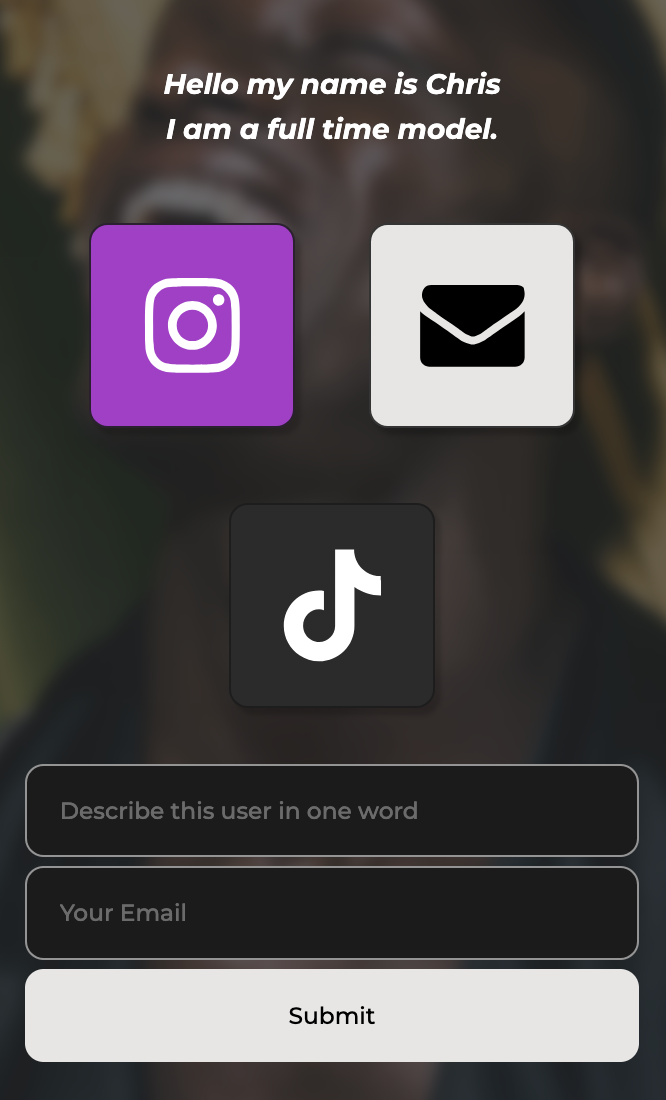 Hello my name is Chris
I am a full time model.
Describe this user in one word
Your Email
Submit